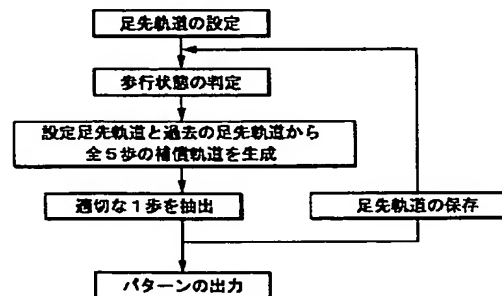 足先軌道の設定
歩行状態の判定
設定足先軌道と過去の足先軌道から
全5歩の補償軌道を生成
適切な1歩を抽出
足先軌道の保存
パターンの出力